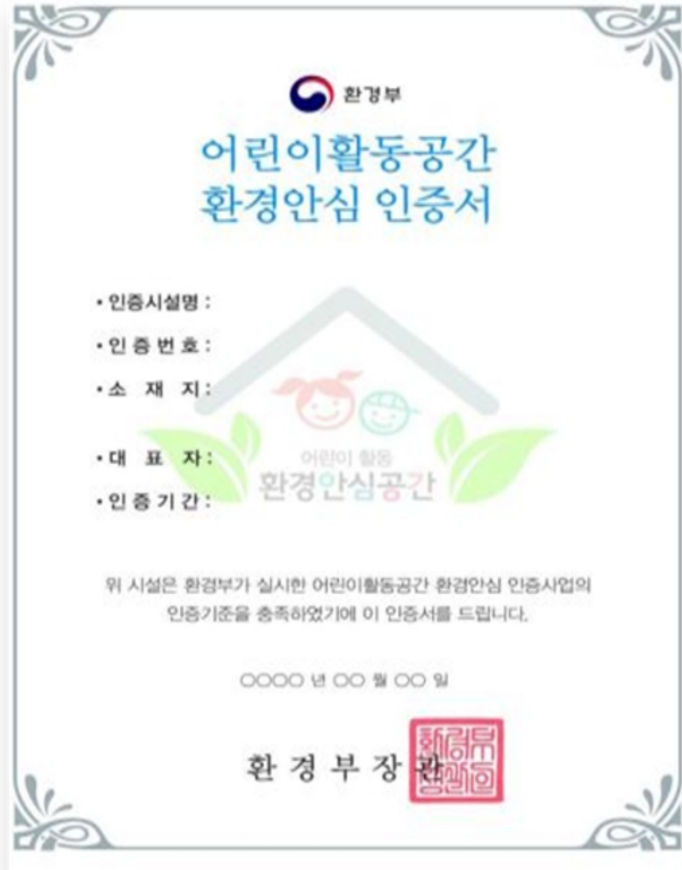 환경부
어린이활동공간
환경안심 인증서
• 인증시설명 :
• 인 증 번 호 :
• 소 재 지 :
어린이 활동
• 대 표 자 :
환경안심공간
• 인 증 기 간 :
위 시설은 환경부가 실시한 어린이활동공간 환경안심 인증사업의
인증기준을 충족하였기에 이 인증서를 드립니다.
○○○○ 년 ○○ 월 ○○ 일
환 경 부 장 관